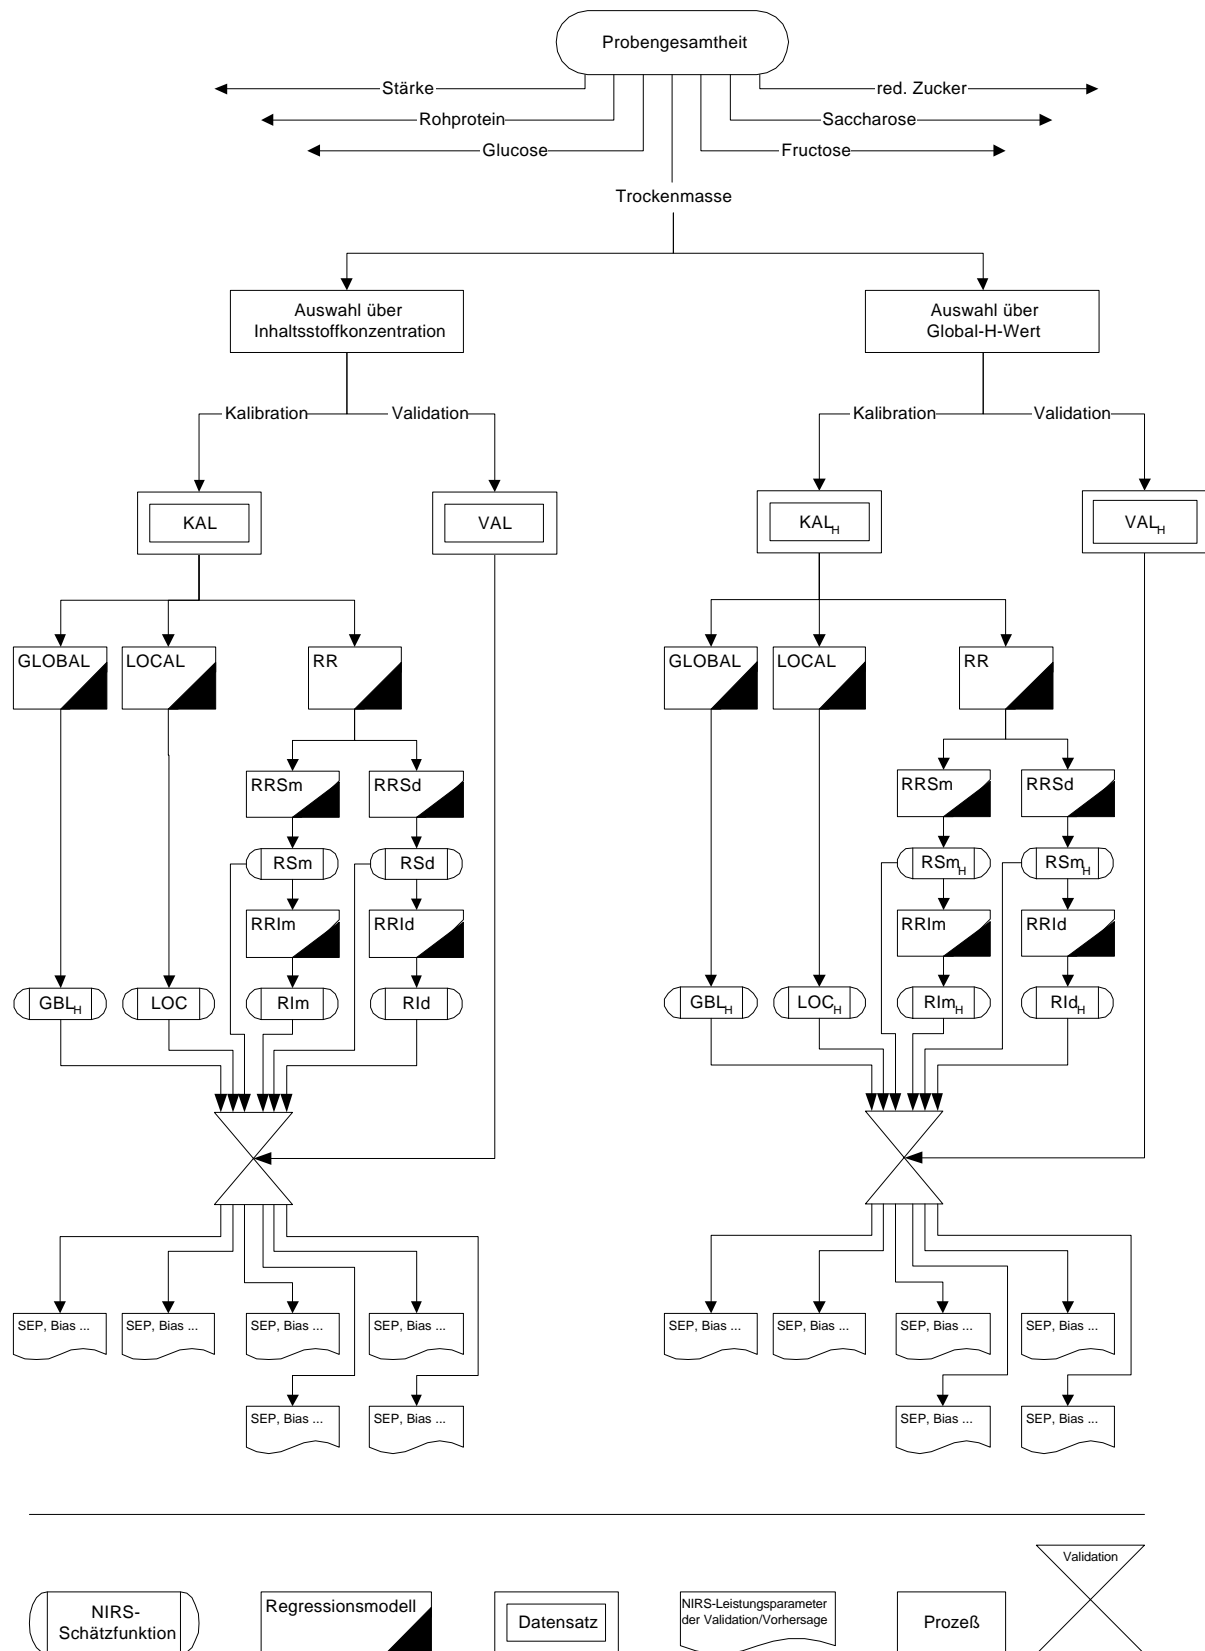 Probengesamtheit
Stärke
red. Zucker
Rohprotein
Saccharose
Glucose
Fructose
Trockenmasse
Auswahl über
Inhaltsstoffkonzentration
Auswahl über
Global-H-Wert
Kalibration
Validation
Kalibration
Validation
KAL
VAL
KALH
VALH
GLOBAL
LOCAL
RR
GLOBAL
LOCAL
RR
RRSm
RRSd
RRSm
RRSd
RSm
RSd
RSmH
RSmH
RRIm
RRId
RRIm
RRId
GBLH
LOC
RIm
RId
GBLH
LOCH
RImH
RIdH
SEP, Bias ...
SEP, Bias ...
SEP, Bias ...
SEP, Bias ...
SEP, Bias ...
SEP, Bias ...
SEP, Bias ...
SEP, Bias ...
SEP, Bias ...
SEP, Bias ...
SEP, Bias ...
SEP, Bias ...
Validation
NIRS-
Schätzfunktion
Regressionsmodell
Datensatz
NIRS-Leistungsparameter
der Validation/Vorhersage
Prozeß